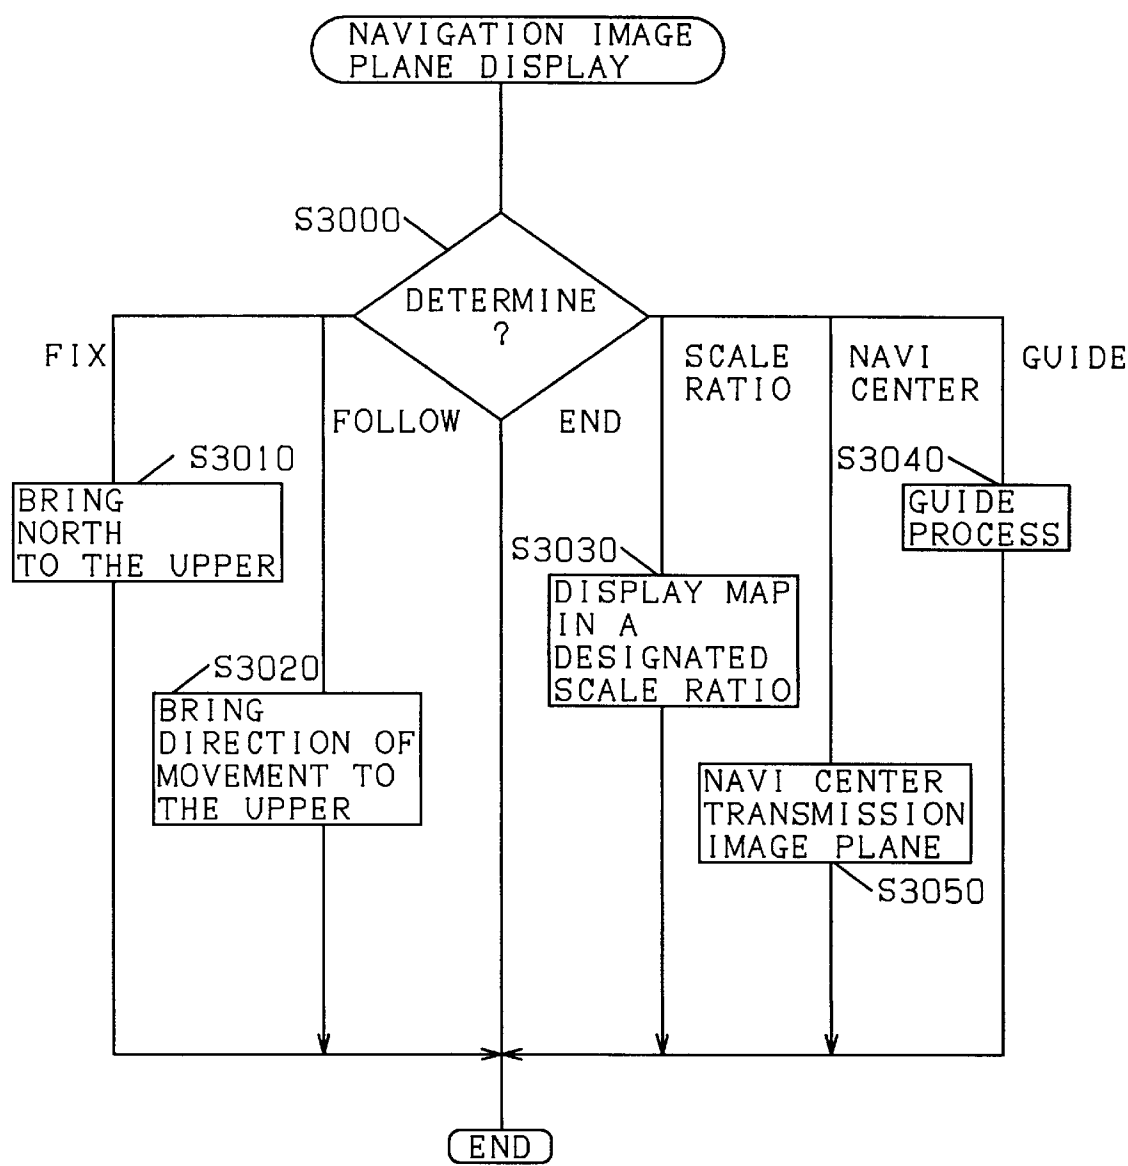 NAVIGATION IMAGE
PLANE DISPLAY
S3000
DETERMINE
?
FIX
FOLLOW
END
SCALE
RATIO
NAVI
CENTER
GUIDE
S3010
BRING
NORTH
TO THE UPPER
S3020
BRING
DIRECTION OF
MOVEMENT TO
THE UPPER
S3030
DISPLAY MAP
IN A
DESIGNATED
SCALE RATIO
S3040
GUIDE
PROCESS
NAVI CENTER
TRANSMISSION
IMAGE PLANE
S3050
END